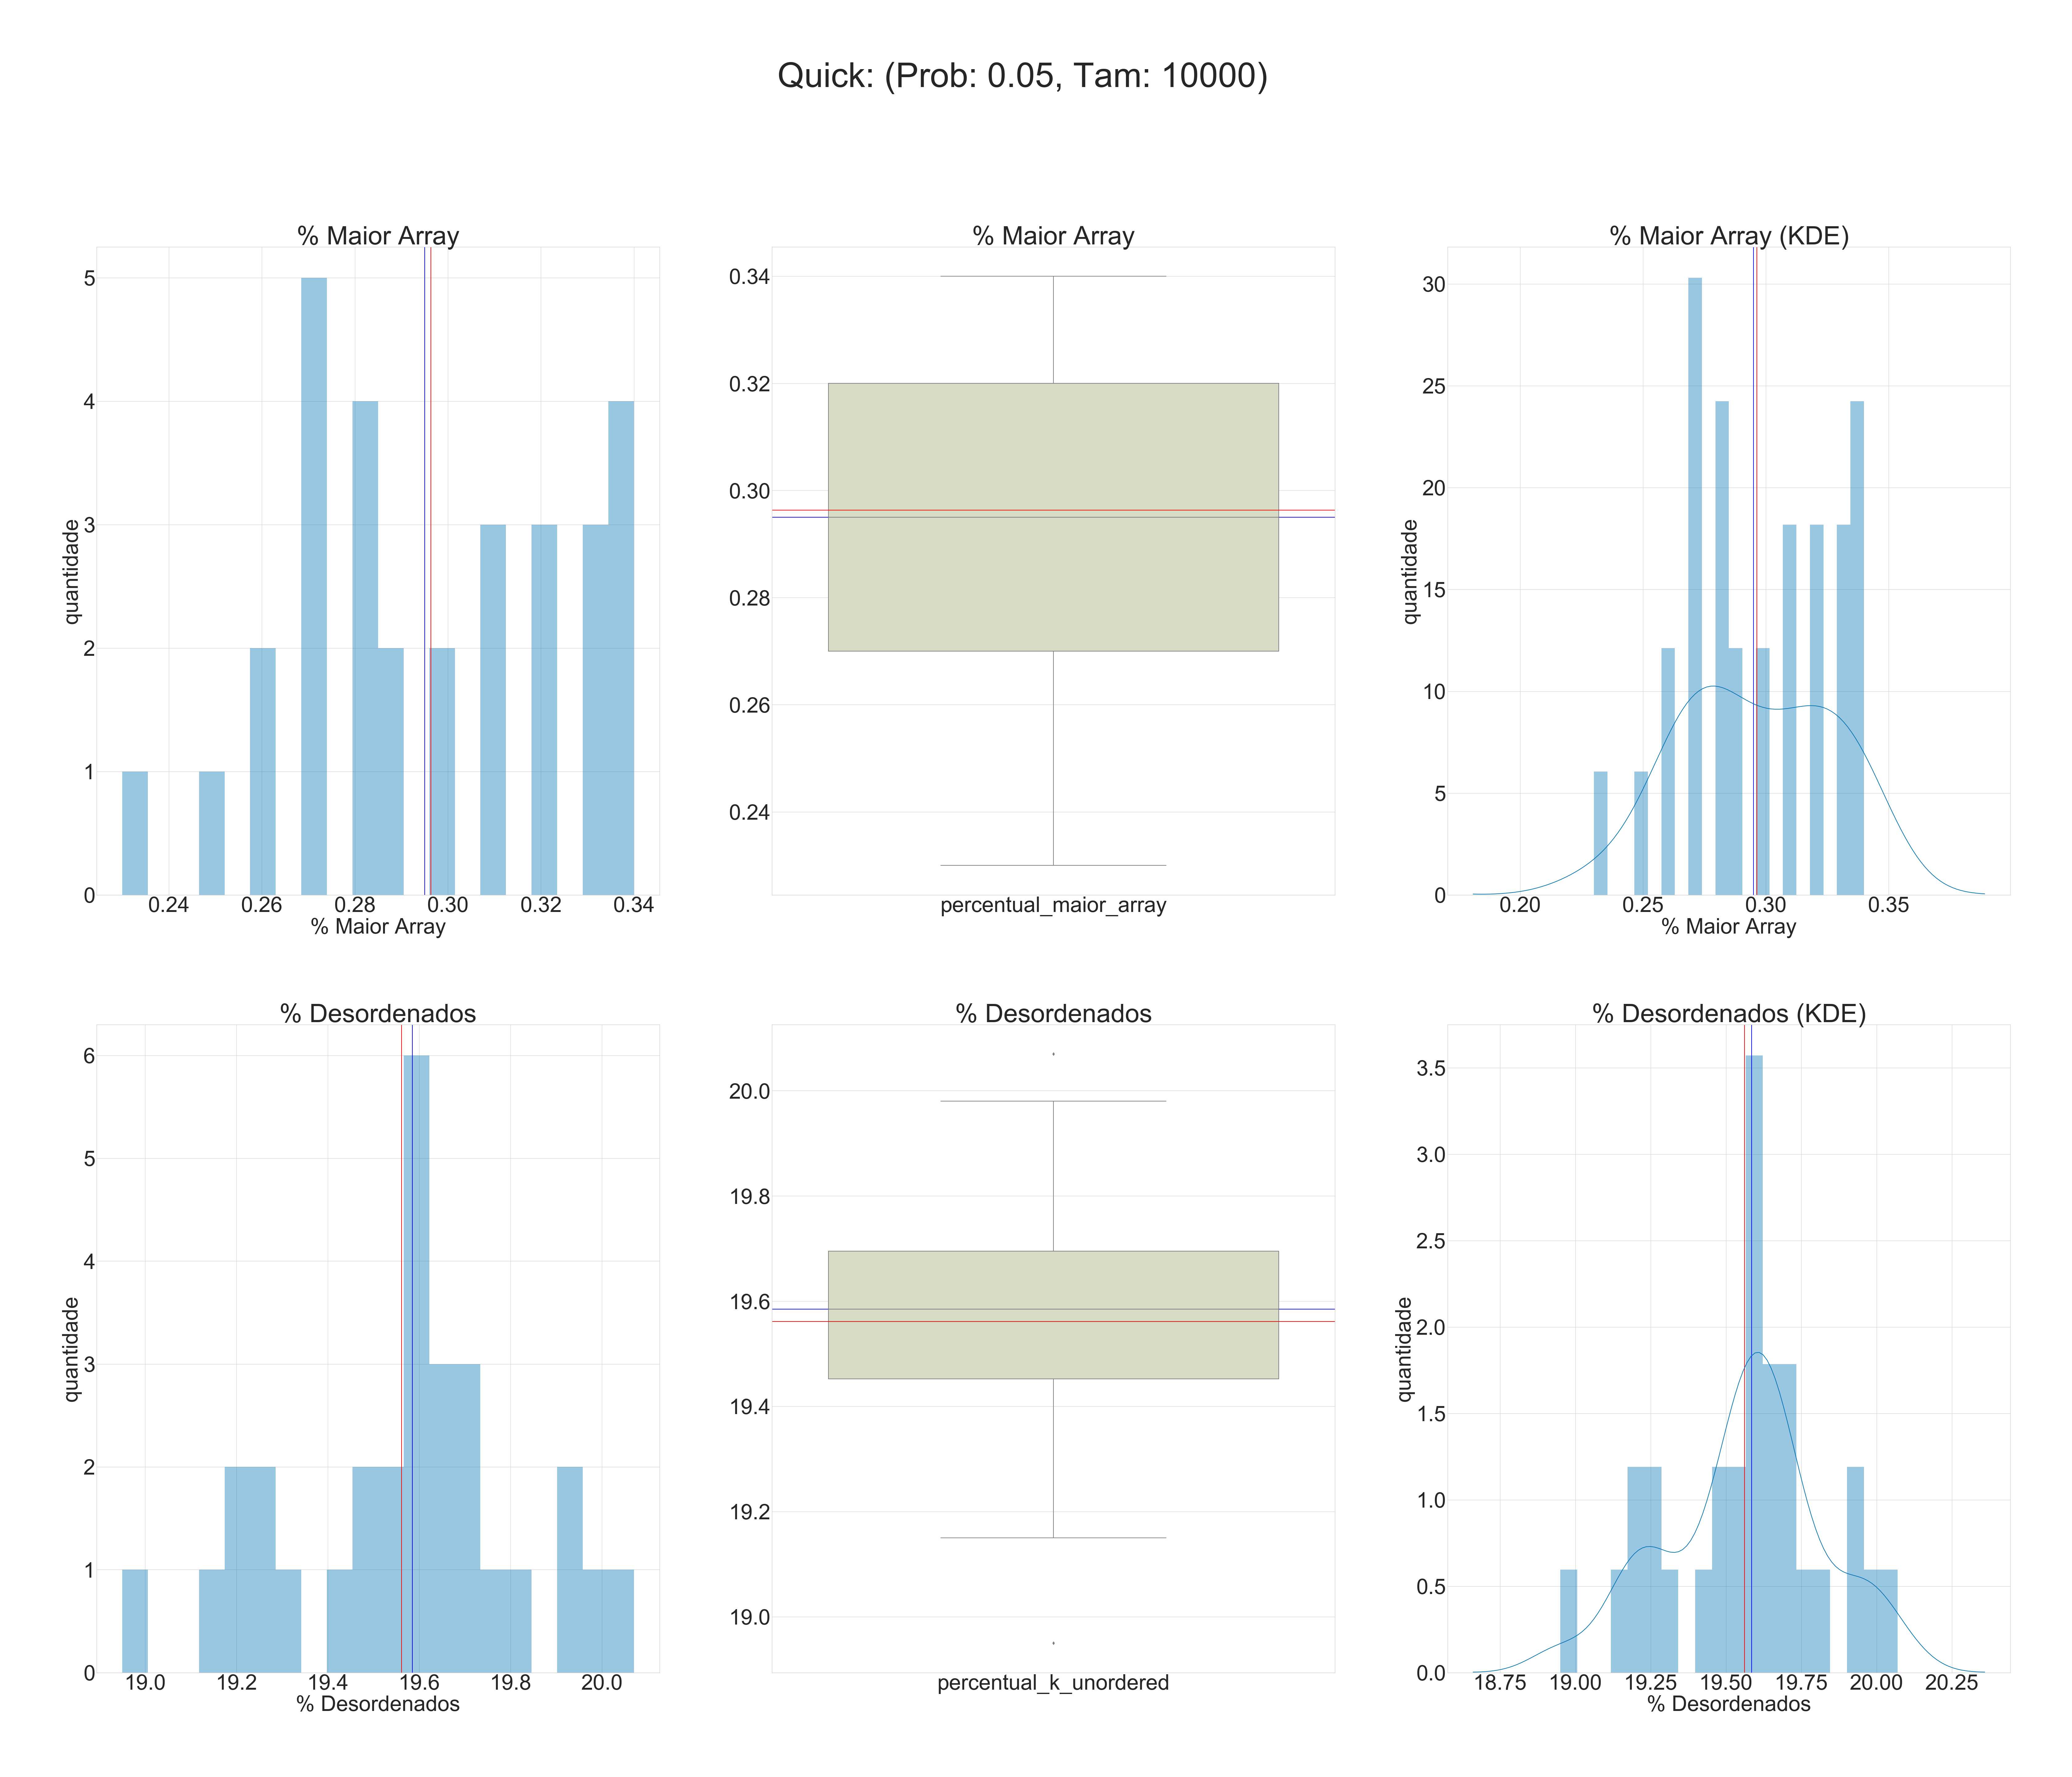 Quick: (Prob: 0.05, Tam: 10000)
% Maior Array
5
4
3
2
1
0
quantidade
0.24 0.26 0.28 0.30 0.32 0.34
% Maior Array
% Maior Array
0.34
0.32
0.30
0.28
0.26
0.24
percentual_maior_array
% Maior Array (KDE)
30
25
20
15
10
5
0
quantidade
0.20 0.25 0.30 0.35
% Maior Array
% Desordenados
6
5
4
3
2
1
0
quantidade
19.0 19.2 19.4 19.6 19.8 20.0
% Desordenados
% Desordenados
20.0
19.8
19.6
19.4
19.2
19.0
percentual_k_unordered
% Desordenados (KDE)
3.5
3.0
2.5
2.0
1.5
1.0
0.5
0.0
quantidade
18.75 19.00 19.25 19.50 19.75 20.00 20.25
% Desordenados